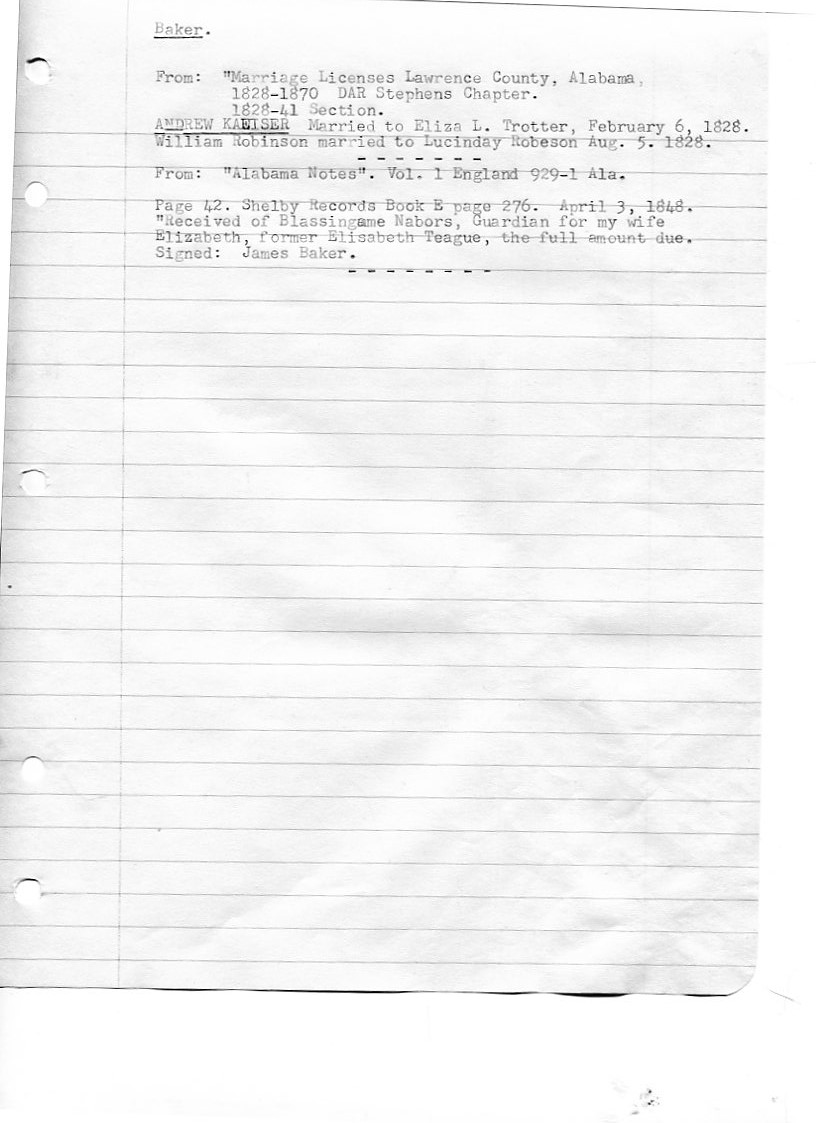 Baker.
From: "Marriage Licenses Lawrence County, Alabama,
1828-1870 DAR Stephens Chapter.
1828-41 Section.
ANDREW KAEISER Married to Eliza L. Trotter, February 6, 1828.
William Robinson married to Lucinday Robeson Aug. 5. 1828.
- - - - - - -
From: "Alabama Notes". Vol. 1 England 929-1 Ala.
Page 42. Shelby Records Book E page 276. April 3, 1848.
"Received of Blassingame Nabors, Guardian for my wife
Elizabeth, former Elisabeth Teague, the full amount due.
Signed: James Baker.
- - - - - - - -